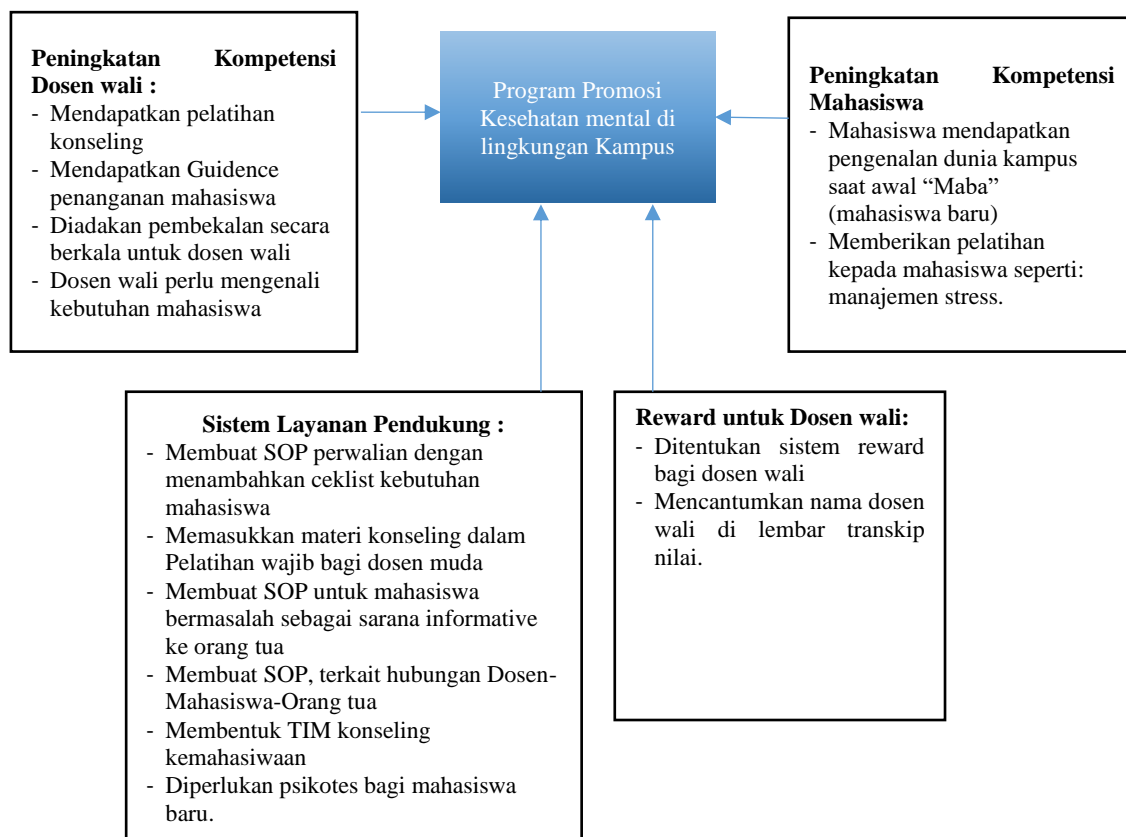 Peningkatan Kompetensi
Dosen wali :
- Mendapatkan pelatihan
konseling
- Mendapatkan Guidence
penanganan mahasiswa
- Diadakan pembekalan secara
berkala untuk dosen wali
- Dosen wali perlu mengenali
kebutuhan mahasiswa
Program Promosi
Kesehatan mental di
lingkungan Kampus
Peningkatan Kompetensi
Mahasiswa
- Mahasiswa mendapatkan
pengenalan dunia kampus
saat awal “Maba”
(mahasiswa baru)
- Memberikan pelatihan
kepada mahasiswa seperti:
manajemen stress.
Sistem Layanan Pendukung :
- Membuat SOP perwalian dengan
menambahkan ceklist kebutuhan
mahasiswa
- Memasukkan materi konseling dalam
Pelatihan wajib bagi dosen muda
- Membuat SOP untuk mahasiswa
bermasalah sebagai sarana informative
ke orang tua
- Membuat SOP, terkait hubungan Dosen-
Mahasiswa-Orang tua
- Membentuk TIM konseling
kemahasiwaan
- Diperlukan psikotes bagi mahasiswa
baru.
Reward untuk Dosen wali:
- Ditentukan sistem reward
bagi dosen wali
- Mencantumkan nama dosen
wali di lembar transkip
nilai.